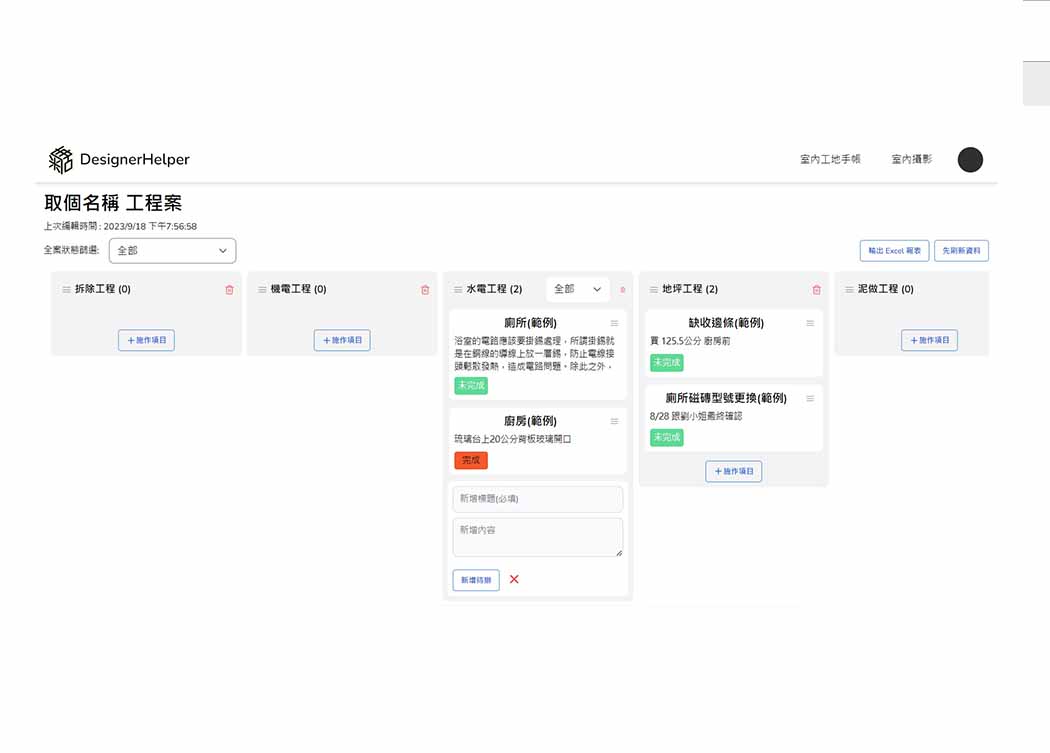 DesignerHelper
室內工地手帳
室內攝影
取個名稱 工程案
上次編輯時間 : 2023/9/18 下午7:56:58
全案狀態篩選:
全部
輸出 Excel 報表
先刷新資料
拆除工程 (0)
+ 施作項目
機電工程 (0)
+ 施作項目
水電工程 (2)
全部
廁所(範例)
浴室的電路應該要掛錫處理，所謂掛錫就
是在銅線的導線上放一層錫，防止電線接
頭鬆散發熱，造成電路問題。除此之外，
未完成
廚房(範例)
琉璃台上20公分背板玻璃開口
完成
新增標題(必填)
新增內容
新增待辦
地坪工程 (2)
缺收邊條(範例)
買 125.5公分 廚房前
未完成
廁所磁磚型號更換(範例)
8/28 跟劉小姐最終確認
未完成
+ 施作項目
泥做工程 (0)
+ 施作項目